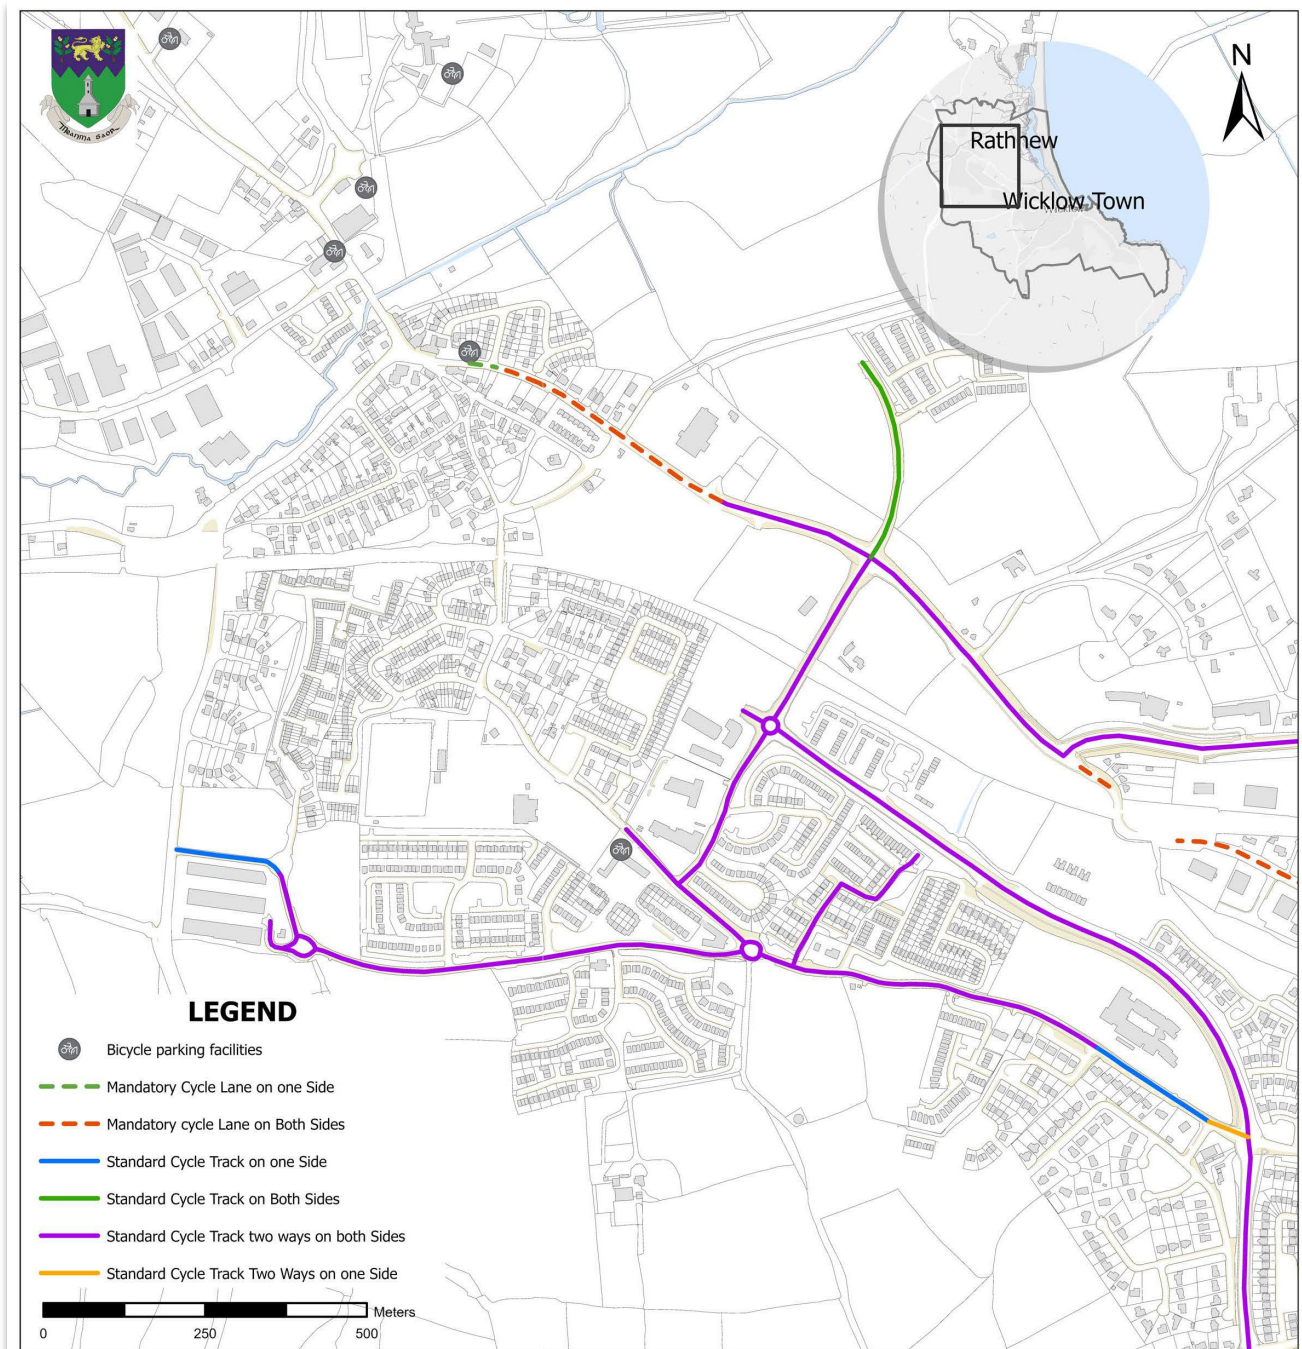 Meanma Saor
N
Rathnew
Wicklow Town
LEGEND
Bicycle parking facilities
Mandatory Cycle Lane on one Side
Mandatory cycle Lane on Both Sides
Standard Cycle Track on one Side
Standard Cycle Track on Both Sides
Standard Cycle Track two ways on both Sides
Standard Cycle Track Two Ways on one Side
Meters
0 250 500